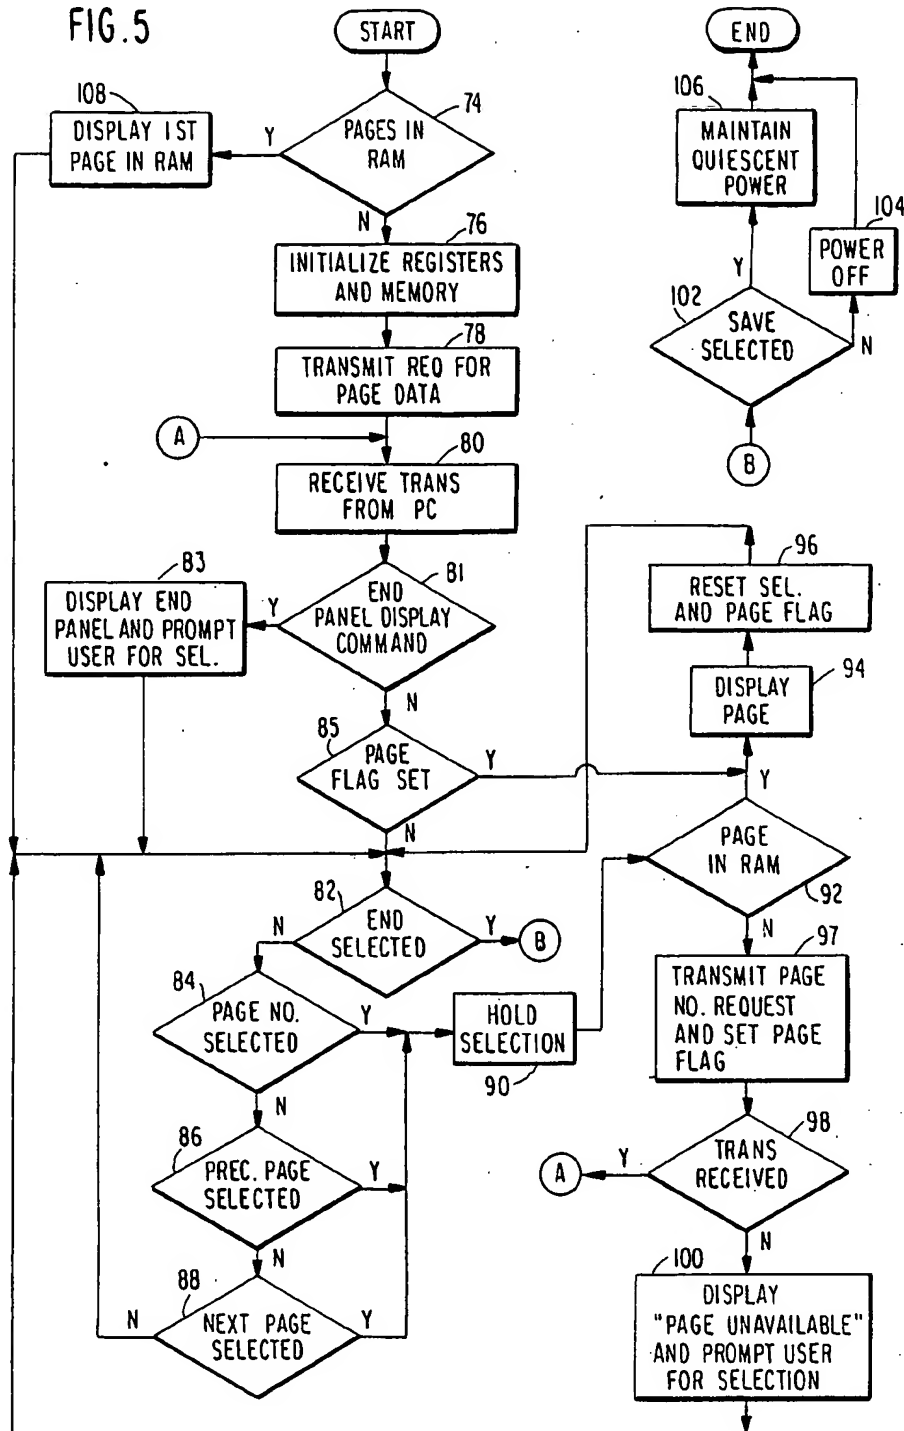 FIG.5
START
END
108
DISPLAY 1ST
PAGE IN RAM
Y
74
PAGES IN
RAM
N
106
MAINTAIN
QUIESCENT
POWER
104
POWER
OFF
Y
102
SAVE
SELECTED
N
B
76
INITIALIZE REGISTERS
AND MEMORY
78
TRANSMIT REQ FOR
PAGE DATA
A
80
RECEIVE TRANS
FROM PC
83
DISPLAY END
PANEL AND PROMPT
USER FOR SEL.
Y
81
END
PANEL DISPLAY
COMMAND
N
96
RESET SEL.
AND PAGE FLAG
94
DISPLAY
PAGE
85
PAGE
FLAG SET
Y
N
Y
PAGE
IN RAM
92
N
82
END
SELECTED
N
Y
B
84
PAGE NO.
SELECTED
Y
N
HOLD
SELECTION
90
97
TRANSMIT PAGE
NO. REQUEST
AND SET PAGE
FLAG
86
PREC. PAGE
SELECTED
Y
N
98
TRANS
RECEIVED
Y
A
N
88
NEXT PAGE
SELECTED
N
Y
100
DISPLAY
"PAGE UNAVAILABLE"
AND PROMPT USER
FOR SELECTION